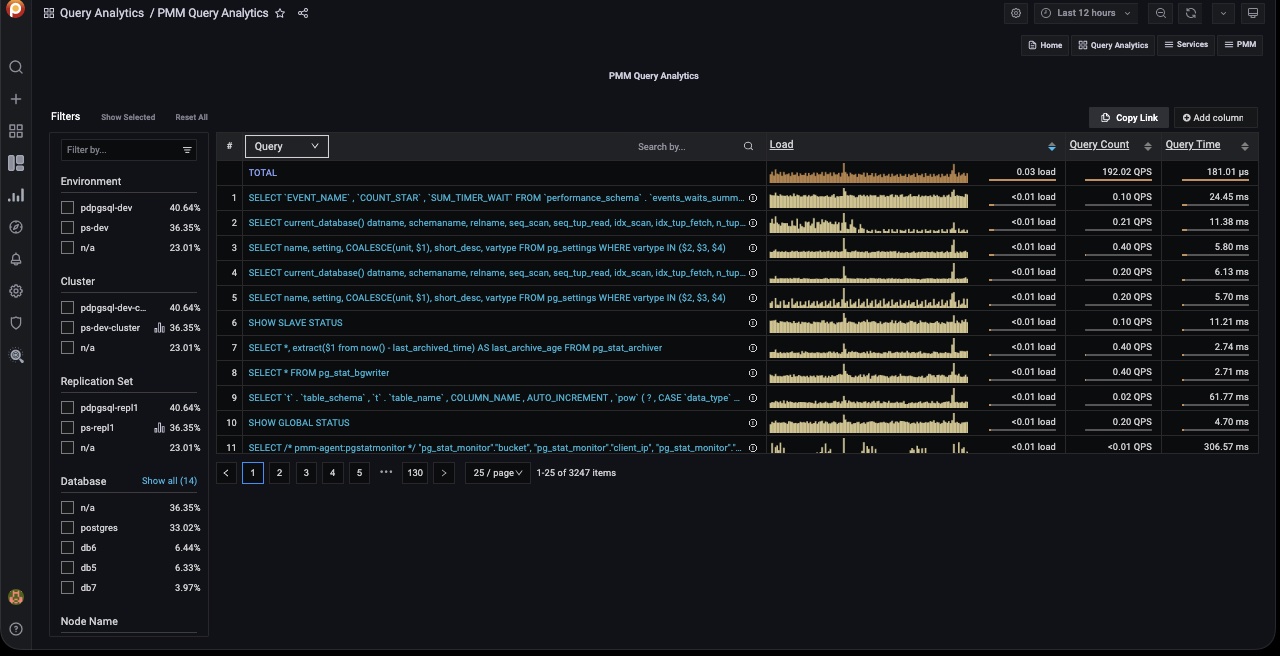 Query Analytics / PMM Query Analytics
Last 12 hours
Home Query Analytics Services PMM
PMM Query Analytics
Filters Show Selected Reset All
Copy Link Add column
Filter by...
# Query Search by... Load Query Count Query Time
TOTAL 0.03 load 192.02 QPS 181.01 µs
1 SELECT `EVENT_NAME` , `COUNT_STAR` , `SUM_TIMER_WAIT` FROM `performance_schema` . `events_waits_summ... <0.01 load 0.10 QPS 24.45 ms
2 SELECT current_database() datname, schemaname, relname, seq_scan, seq_tup_read, idx_scan, idx_tup_fetch, n_tup... <0.01 load 0.21 QPS 11.38 ms
3 SELECT name, setting, COALESCE(unit, $1), short_desc, vartype FROM pg_settings WHERE vartype IN ($2, $3, $4) <0.01 load 0.40 QPS 5.80 ms
4 SELECT current_database() datname, schemaname, relname, seq_scan, seq_tup_read, idx_scan, idx_tup_fetch, n_tup... <0.01 load 0.20 QPS 6.13 ms
5 SELECT name, setting, COALESCE(unit, $1), short_desc, vartype FROM pg_settings WHERE vartype IN ($2, $3, $4) <0.01 load 0.20 QPS 5.70 ms
6 SHOW SLAVE STATUS <0.01 load 0.10 QPS 11.21 ms
7 SELECT *, extract($1 from now() - last_archived_time) AS last_archive_age FROM pg_stat_archiver <0.01 load 0.40 QPS 2.74 ms
8 SELECT * FROM pg_stat_bgwriter <0.01 load 0.40 QPS 2.71 ms
9 SELECT `t` . `table_schema` , `t` . `table_name` , COLUMN_NAME , AUTO_INCREMENT , `pow` ( ? , CASE `data_type` ... <0.01 load 0.02 QPS 61.77 ms
10 SHOW GLOBAL STATUS <0.01 load 0.20 QPS 4.70 ms
11 SELECT /* pmm-agent:pgstatmonitor */ "pg_stat_monitor"."bucket", "pg_stat_monitor"."client_ip", "pg_stat_monitor"."... <0.01 load <0.01 QPS 306.57 ms
< 1 2 3 4 5 ••• 130 > 25 / page 1-25 of 3247 items
Environment
pdpgsql-dev 40.64%
ps-dev 36.35%
n/a 23.01%
Cluster
pdpgsql-dev-c... 40.64%
ps-dev-cluster 36.35%
n/a 23.01%
Replication Set
pdpgsql-repl1 40.64%
ps-repl1 36.35%
n/a 23.01%
Database Show all (14)
n/a 36.35%
postgres 33.02%
db6 6.44%
db5 6.33%
db7 3.97%
Node Name